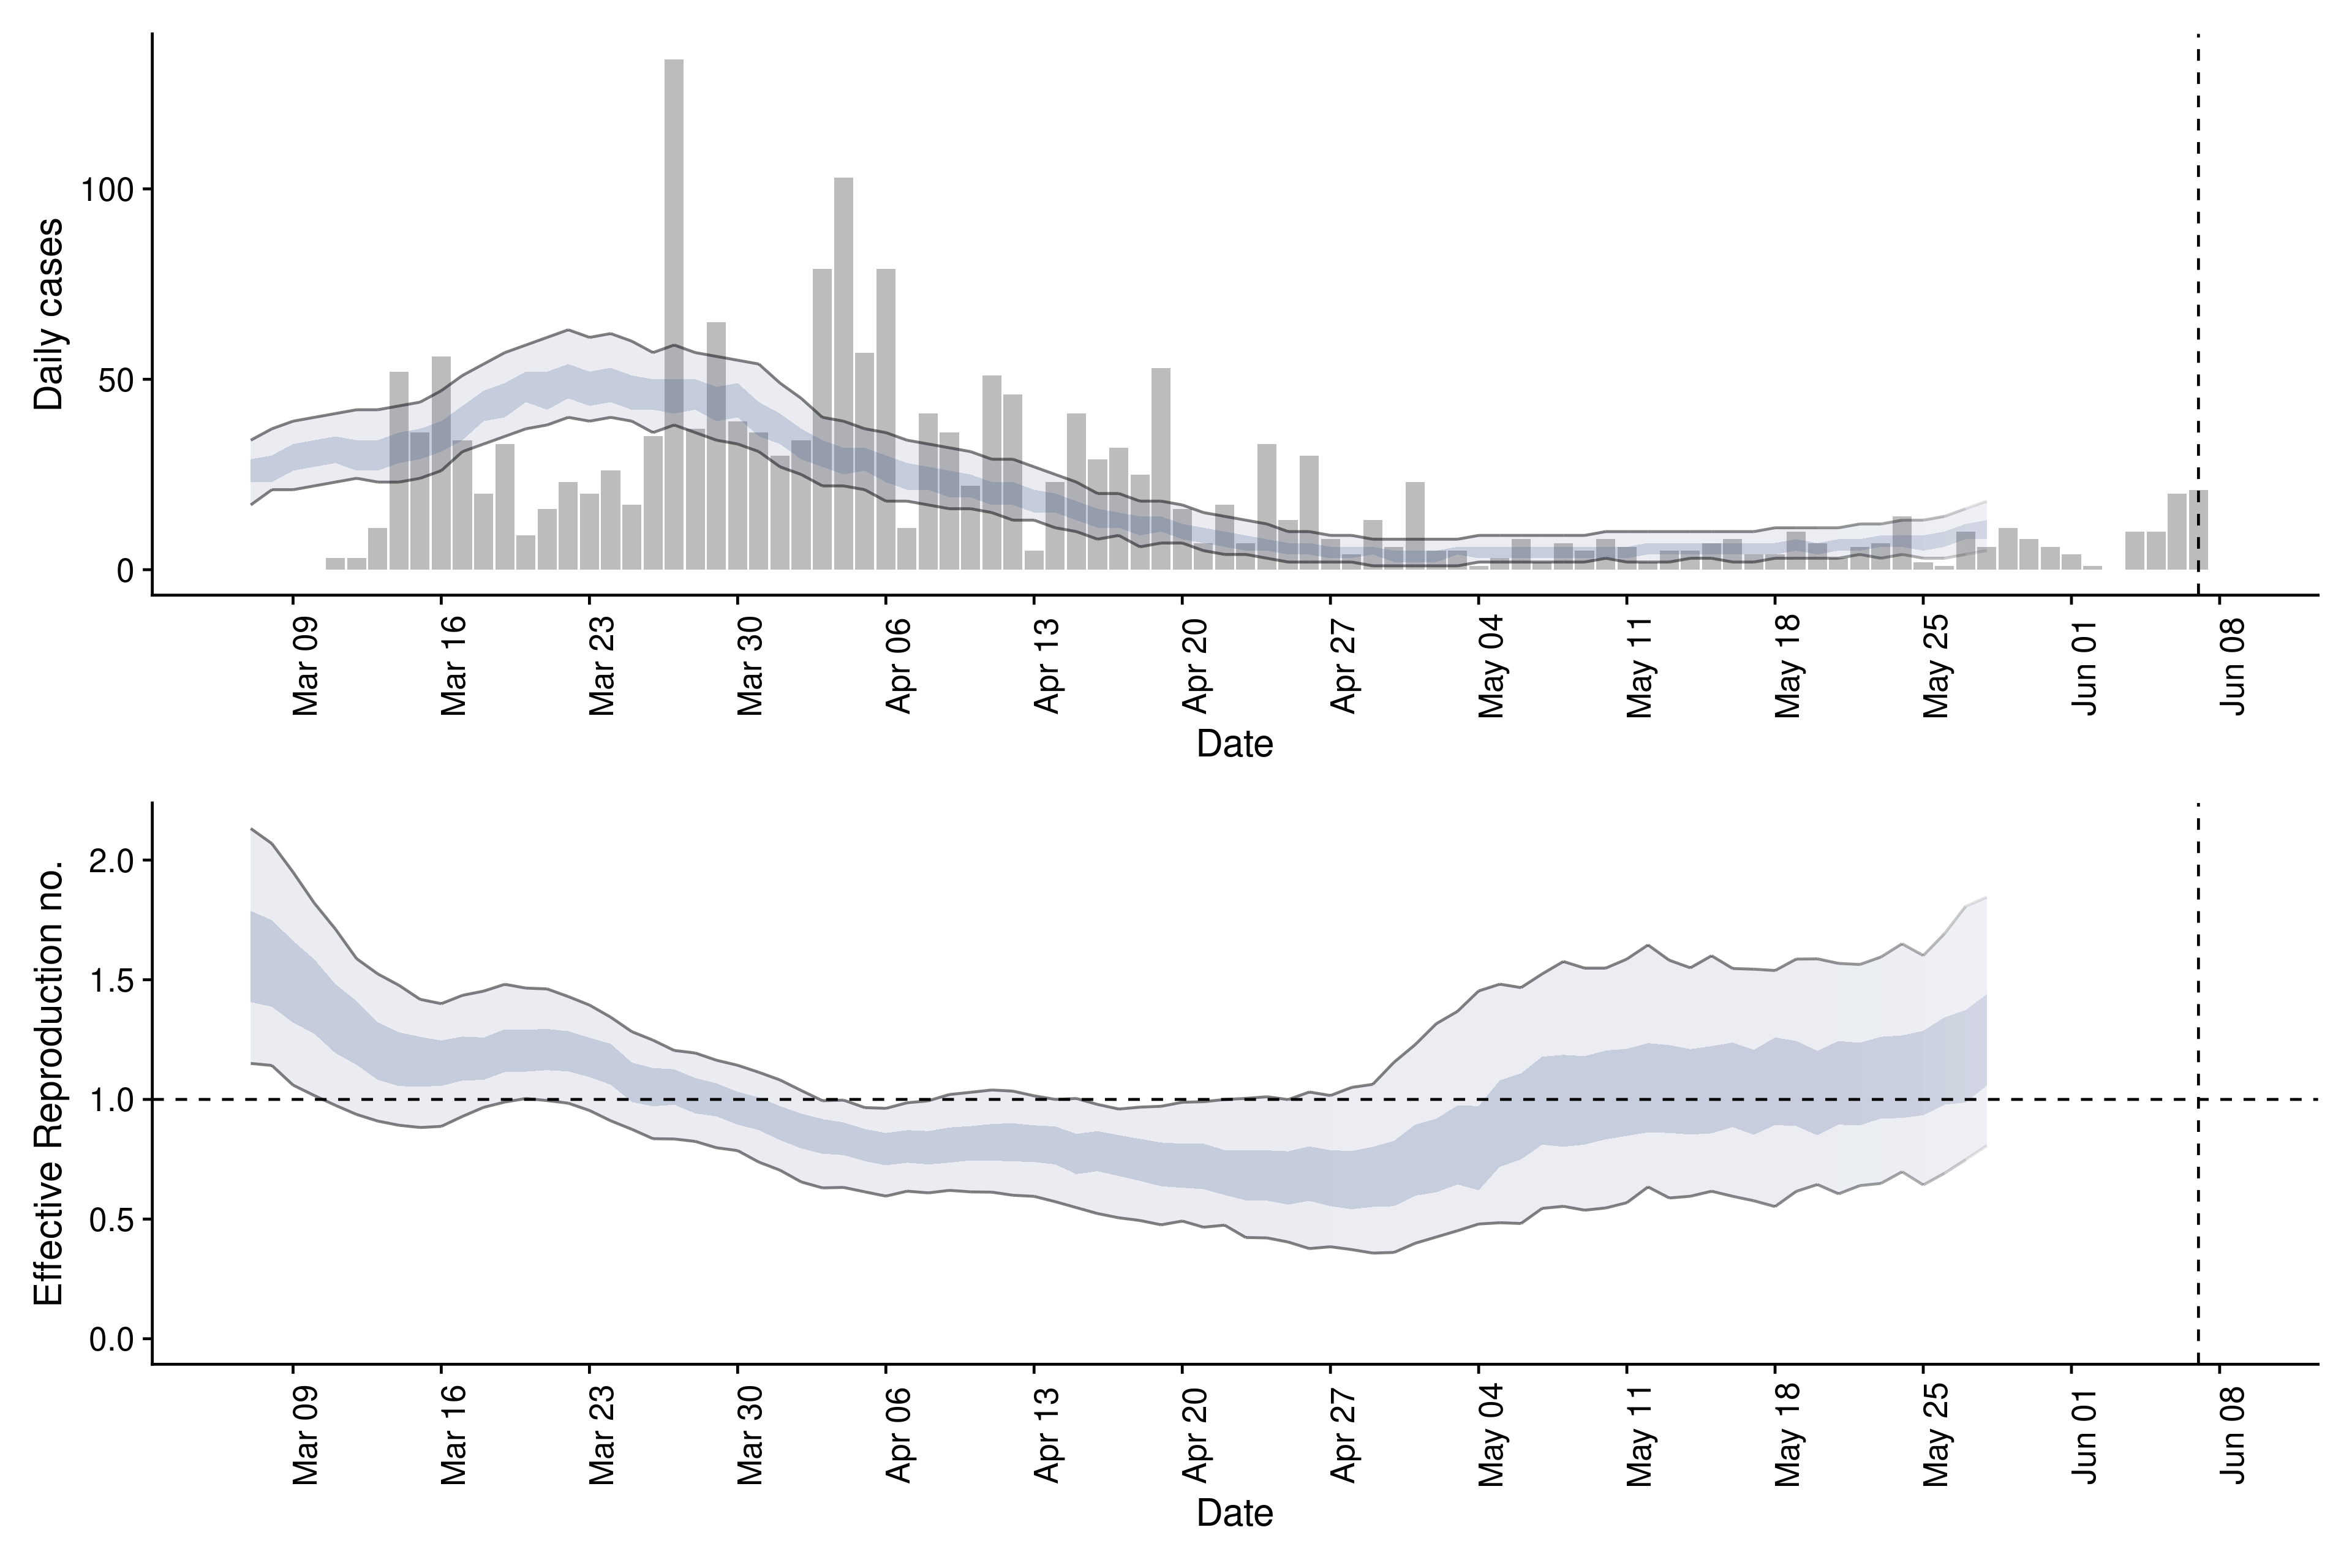 Daily cases
100
50
0
Mar 09
Mar 16
Mar 23
Mar 30
Apr 06
Apr 13
Apr 20
Apr 27
May 04
May 11
May 18
May 25
Jun 01
Jun 08
Date
Effective Reproduction no.
2.0
1.5
1.0
0.5
0.0
Mar 09
Mar 16
Mar 23
Mar 30
Apr 06
Apr 13
Apr 20
Apr 27
May 04
May 11
May 18
May 25
Jun 01
Jun 08
Date